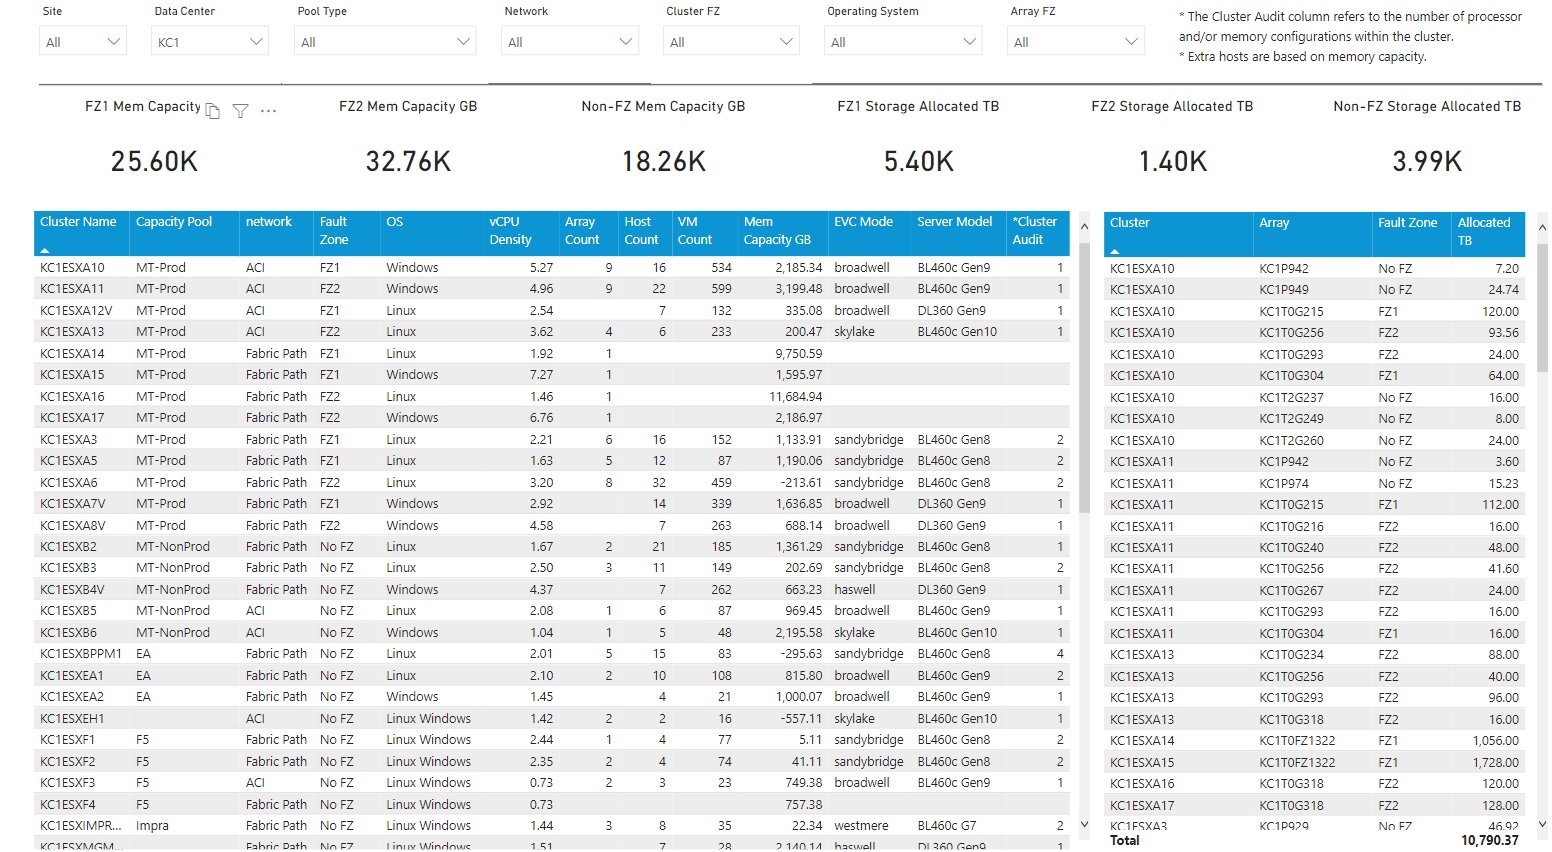 Site Data Center Pool Type Network Cluster FZ Operating System Array FZ
All KC1 All All All All All
* The Cluster Audit column refers to the number of processor
and/or memory configurations within the cluster.
* Extra hosts are based on memory capacity.
FZ1 Mem Capacity FZ2 Mem Capacity GB Non-FZ Mem Capacity GB FZ1 Storage Allocated TB FZ2 Storage Allocated TB Non-FZ Storage Allocated TB
25.60K 32.76K 18.26K 5.40K 1.40K 3.99K
Cluster Name Capacity Pool network Fault Zone OS vCPU Density Array Count Host Count VM Count Mem Capacity GB EVC Mode Server Model *Cluster Audit
KC1ESXA10 MT-Prod ACI FZ1 Windows 5.27 9 16 534 2,185.34 broadwell BL460c Gen9 1
KC1ESXA11 MT-Prod ACI FZ2 Windows 4.96 9 22 599 3,199.48 broadwell BL460c Gen9 1
KC1ESXA12V MT-Prod ACI FZ1 Linux 2.54 7 132 335.08 broadwell DL360 Gen9 1
KC1ESXA13 MT-Prod ACI FZ2 Linux 3.62 4 6 233 200.47 skylake BL460c Gen10 1
KC1ESXA14 MT-Prod Fabric Path FZ1 Linux 1.92 1 9,750.59
KC1ESXA15 MT-Prod Fabric Path FZ1 Windows 7.27 1 1,595.97
KC1ESXA16 MT-Prod Fabric Path FZ2 Linux 1.46 1 11,684.94
KC1ESXA17 MT-Prod Fabric Path FZ2 Windows 6.76 1 2,186.97
KC1ESXA3 MT-Prod Fabric Path FZ1 Linux 2.21 6 16 152 1,133.91 sandybridge BL460c Gen8 2
KC1ESXA5 MT-Prod Fabric Path FZ1 Linux 1.63 5 12 87 1,190.06 sandybridge BL460c Gen8 2
KC1ESXA6 MT-Prod Fabric Path FZ2 Linux 3.20 8 32 459 -213.61 sandybridge BL460c Gen8 2
KC1ESXA7V MT-Prod Fabric Path FZ1 Windows 2.92 14 339 1,636.85 broadwell DL360 Gen9 1
KC1ESXA8V MT-Prod Fabric Path FZ2 Windows 4.58 7 263 688.14 broadwell DL360 Gen9 1
KC1ESXB2 MT-NonProd Fabric Path No FZ Linux 1.67 2 21 185 1,361.29 sandybridge BL460c Gen8 1
KC1ESXB3 MT-NonProd Fabric Path No FZ Linux 2.50 3 11 149 202.69 sandybridge BL460c Gen8 2
KC1ESXB4V MT-NonProd Fabric Path No FZ Windows 4.37 7 262 663.23 haswell DL360 Gen9 1
KC1ESXB5 MT-NonProd ACI No FZ Linux 2.08 1 6 87 969.45 broadwell BL460c Gen9 1
KC1ESXB6 MT-NonProd ACI No FZ Windows 1.04 1 5 48 2,195.58 skylake BL460c Gen10 1
KC1ESXBPPM1 EA Fabric Path No FZ Linux 2.01 5 15 83 -295.63 sandybridge BL460c Gen8 4
KC1ESXEA1 EA Fabric Path No FZ Linux 2.10 2 10 108 815.80 broadwell BL460c Gen9 2
KC1ESXEA2 EA Fabric Path No FZ Windows 1.45 4 21 1,000.07 broadwell BL460c Gen9 1
KC1ESXEH1 ACI No FZ Linux Windows 1.42 2 2 16 -557.11 skylake BL460c Gen10 1
KC1ESXF1 F5 Fabric Path No FZ Linux Windows 2.44 1 4 77 5.11 sandybridge BL460c Gen8 2
KC1ESXF2 F5 Fabric Path No FZ Linux Windows 2.35 2 4 74 41.11 sandybridge BL460c Gen8 2
KC1ESXF3 F5 ACI No FZ Linux Windows 0.73 2 3 23 749.38 broadwell BL460c Gen9 1
KC1ESXF4 F5 Fabric Path No FZ Linux Windows 0.73 757.38
KC1ESXIMPR... Impra Fabric Path No FZ Linux Windows 1.44 3 8 35 22.34 westmere BL460c G7 2
KC1ESXMGM... Fabric Path No FZ Linux Windows 1.51 7 28 2,140.14 haswell DL360 Gen9 1
Cluster Array Fault Zone Allocated TB
KC1ESXA10 KC1P942 No FZ 7.20
KC1ESXA10 KC1P949 No FZ 24.74
KC1ESXA10 KC1T0G215 FZ1 120.00
KC1ESXA10 KC1T0G256 FZ2 93.56
KC1ESXA10 KC1T0G293 FZ2 24.00
KC1ESXA10 KC1T0G304 FZ1 64.00
KC1ESXA10 KC1T2G237 No FZ 16.00
KC1ESXA10 KC1T2G249 No FZ 8.00
KC1ESXA10 KC1T2G260 No FZ 24.00
KC1ESXA11 KC1P942 No FZ 3.60
KC1ESXA11 KC1P974 No FZ 15.23
KC1ESXA11 KC1T0G215 FZ1 112.00
KC1ESXA11 KC1T0G216 FZ2 16.00
KC1ESXA11 KC1T0G240 FZ2 48.00
KC1ESXA11 KC1T0G256 FZ2 41.60
KC1ESXA11 KC1T0G267 FZ2 24.00
KC1ESXA11 KC1T0G293 FZ2 16.00
KC1ESXA11 KC1T0G304 FZ1 16.00
KC1ESXA13 KC1T0G234 FZ2 88.00
KC1ESXA13 KC1T0G256 FZ2 40.00
KC1ESXA13 KC1T0G293 FZ2 96.00
KC1ESXA13 KC1T0G318 FZ2 16.00
KC1ESXA14 KC1T0FZ1322 FZ1 1,056.00
KC1ESXA15 KC1T0FZ1322 FZ1 1,728.00
KC1ESXA16 KC1T0G318 FZ2 120.00
KC1ESXA17 KC1T0G318 FZ2 128.00
KC1ESXA3 KC1P929 No FZ 46.92
Total 10,790.37